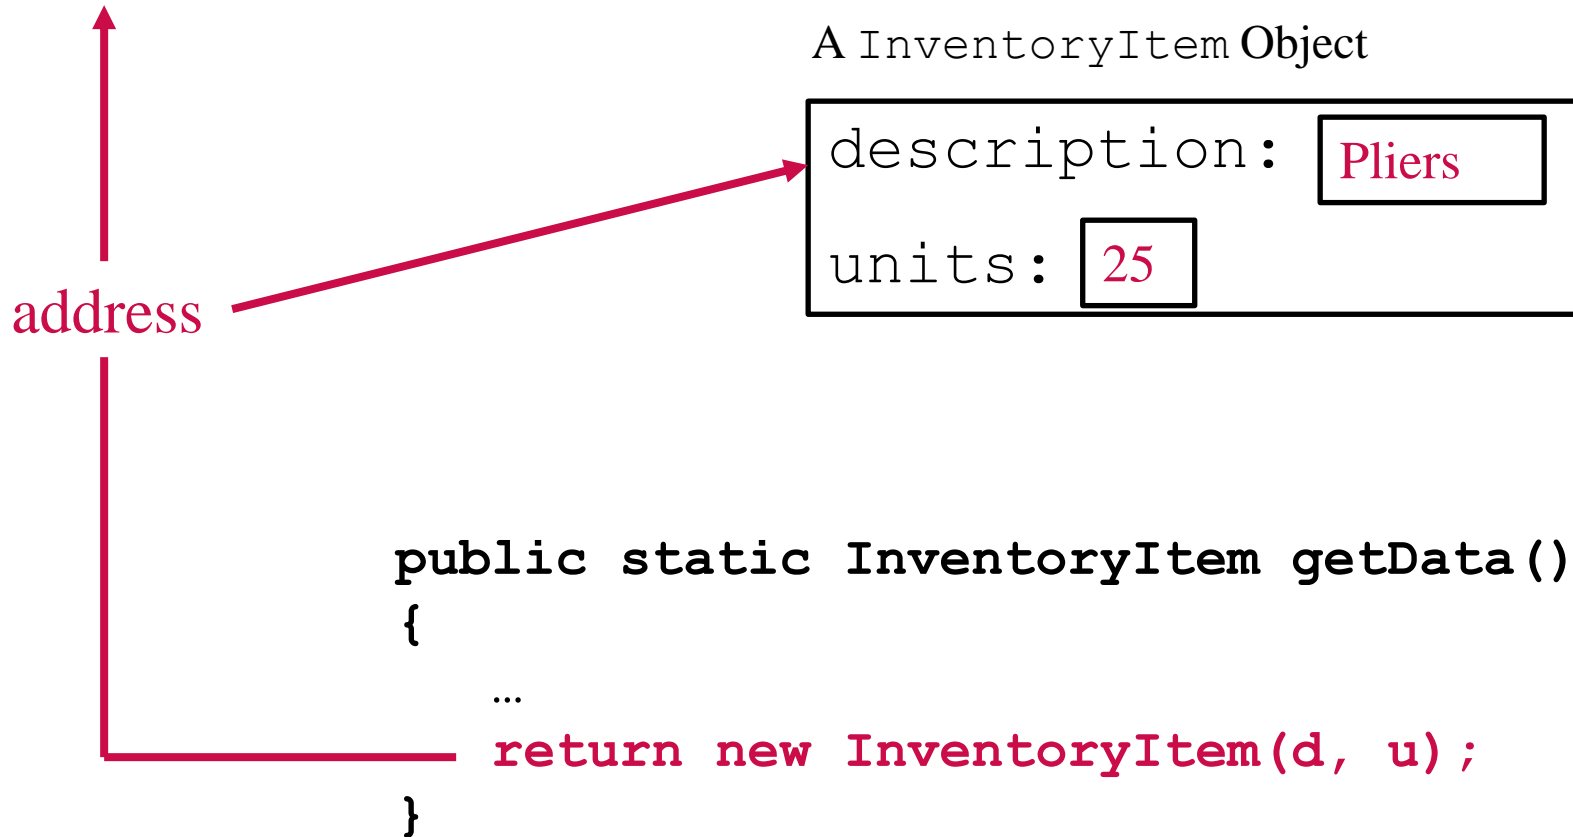 A InventoryItem Object
description: Pliers
units: 25
address
public static InventoryItem getData()
{
…
return new InventoryItem(d, u);
}